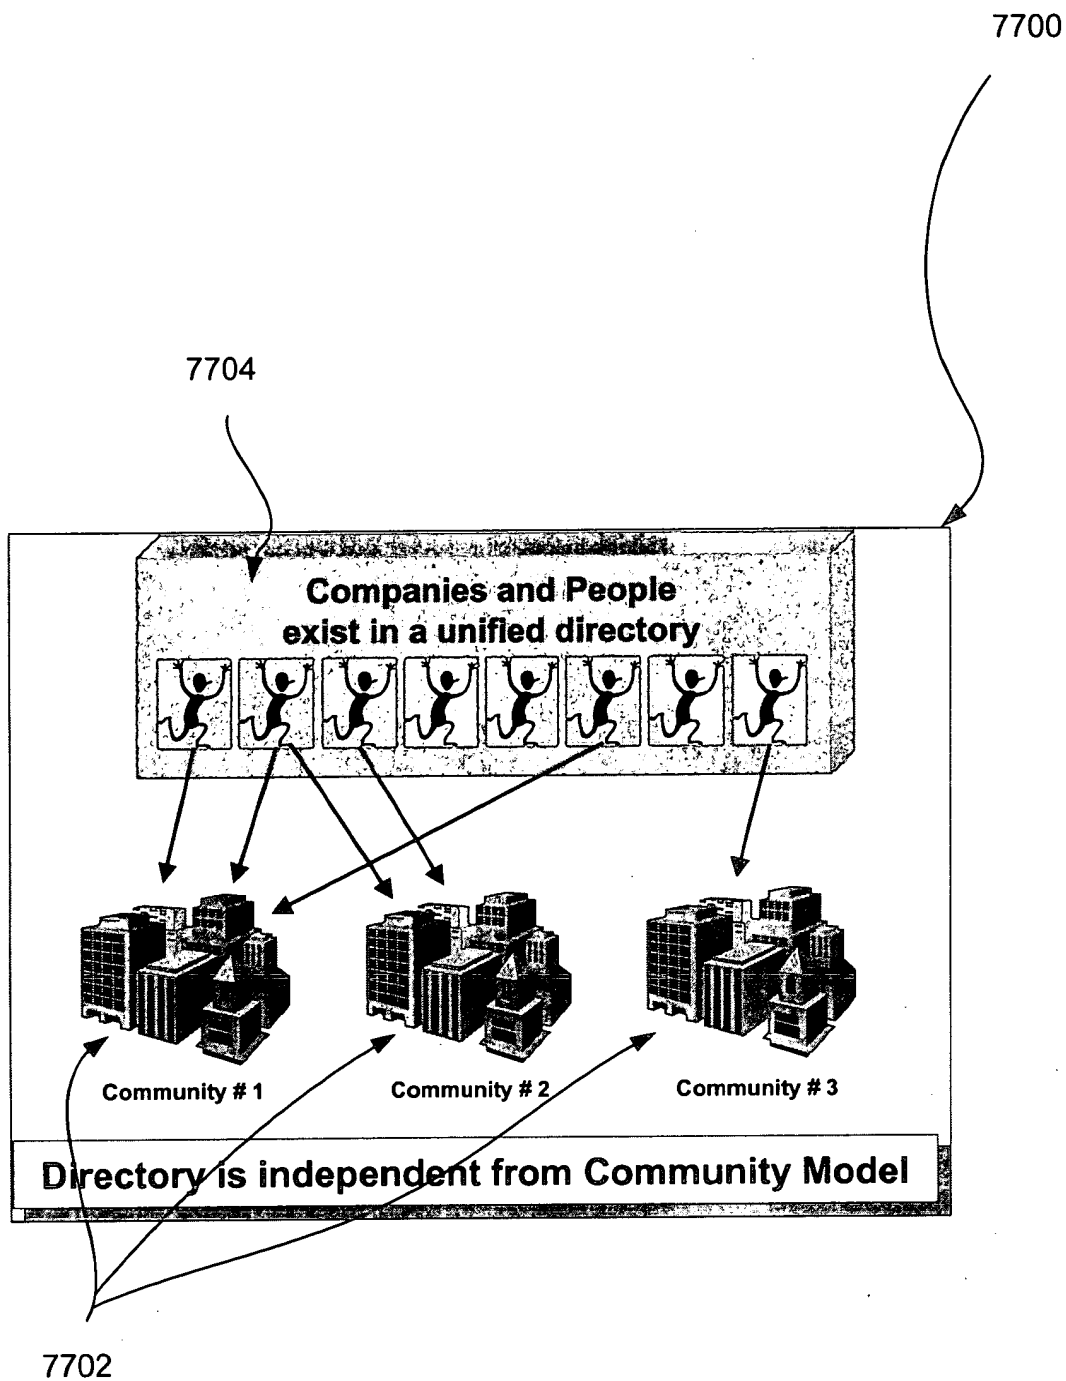 7700
7704
Companies and People
exist in a unified directory
Community # 1
Community # 2
Community # 3
Directory is independent from Community Model
7702